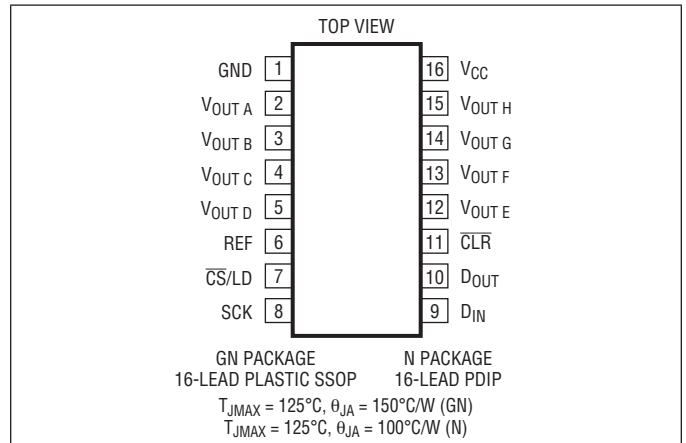 TOP VIEW
GND 1 16 VCC
VOUT A 2 15 VOUT H
VOUT B 3 14 VOUT G
VOUT C 4 13 VOUT F
VOUT D 5 12 VOUT E
REF 6 11 C̅L̅R̅
C̅S̅/LD 7 10 DOUT
SCK 8 9 DIN
GN PACKAGE N PACKAGE
16-LEAD PLASTIC SSOP 16-LEAD PDIP
TJMAX = 125°C, θJA = 150°C/W (GN)
TJMAX = 125°C, θJA = 100°C/W (N)